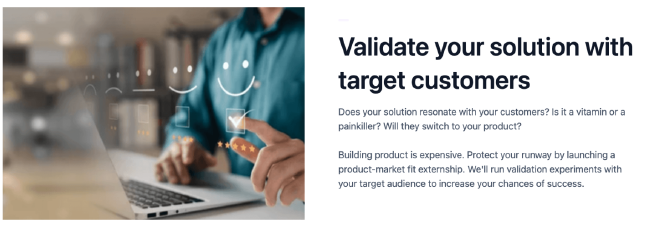 Validate your solution with
target customers
Does your solution resonate with your customers? Is it a vitamin or a
painkiller? Will they switch to your product?
Building product is expensive. Protect your runway by launching a
product-market fit externship. We'll run validation experiments with
your target audience to increase your chances of success.